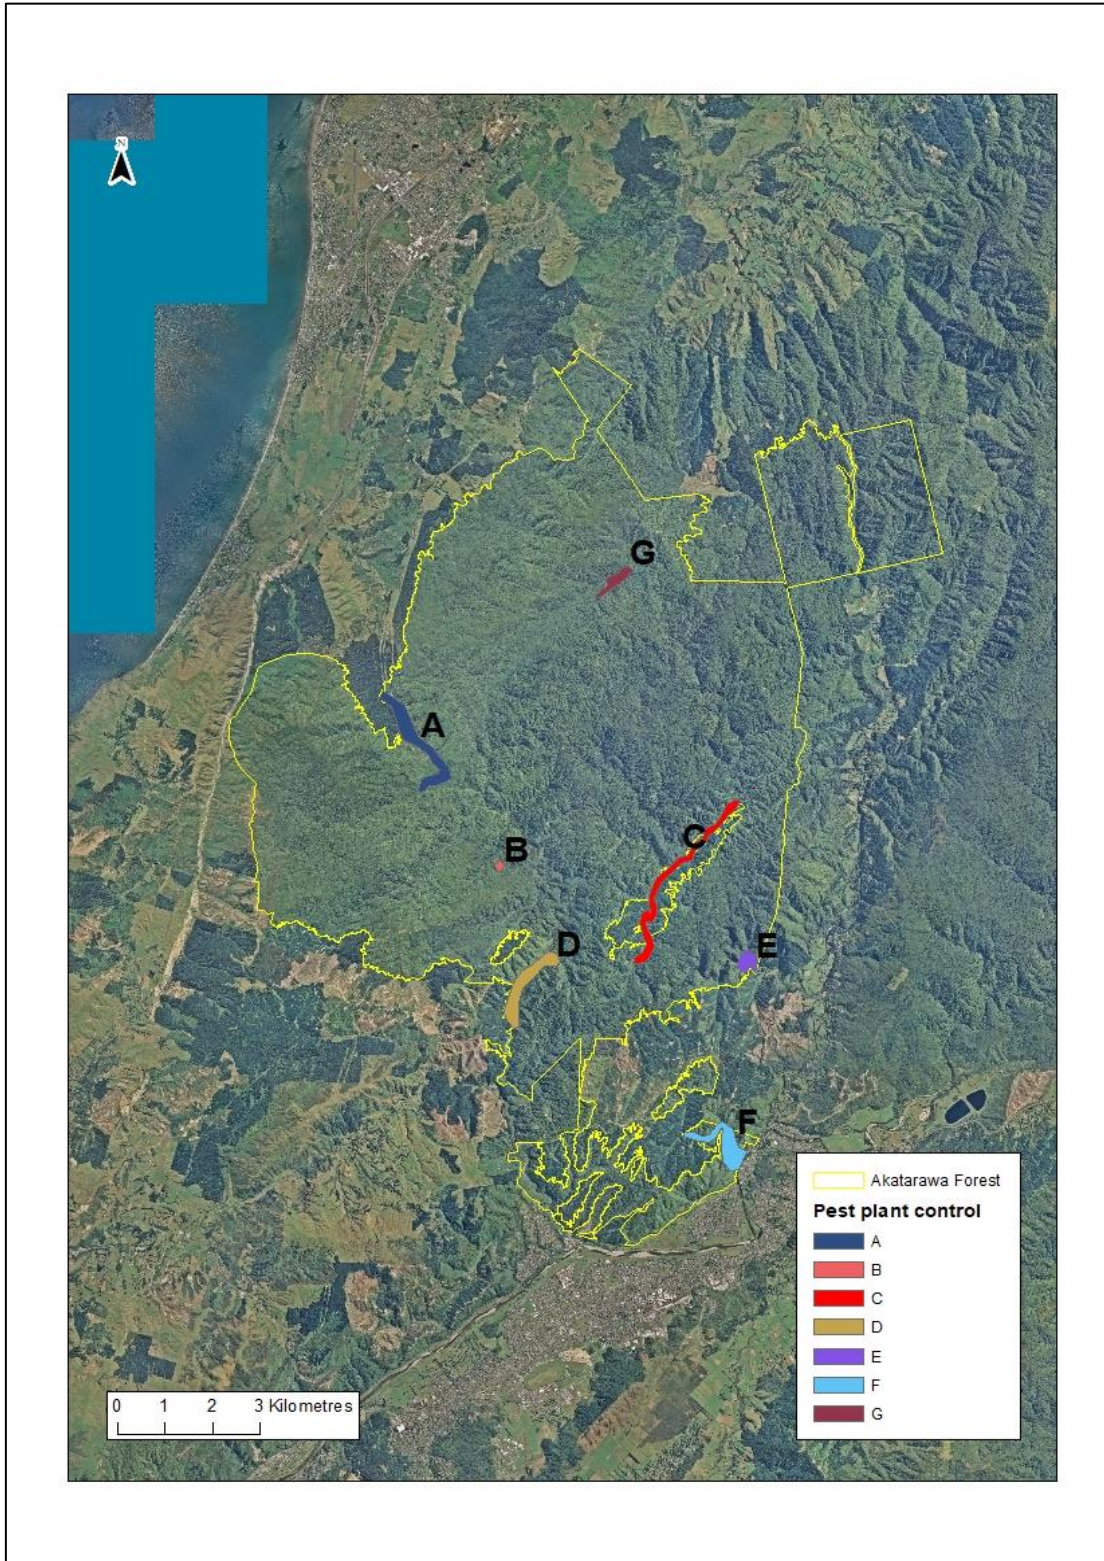 N
G
A
B
C
D
E
F
Akatarawa Forest
Pest plant control
A
B
C
D
E
F
G
0 1 2 3 Kilometres